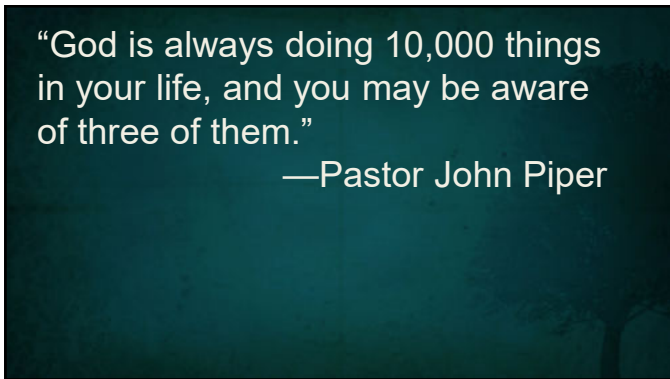 “God is always doing 10,000 things
in your life, and you may be aware
of three of them.”
—Pastor John Piper